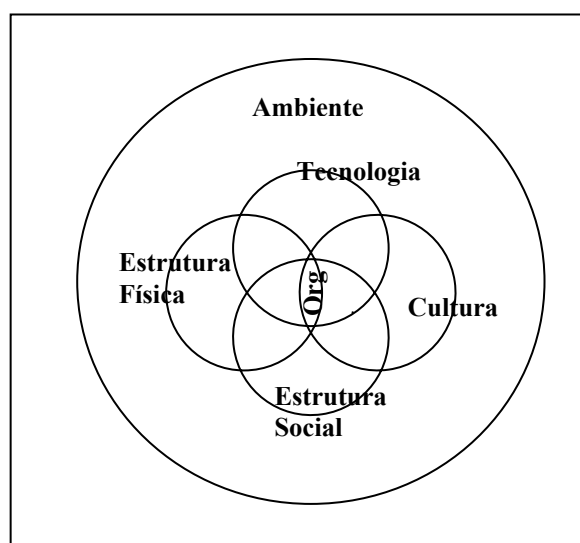 Ambiente
Tecnologia
Estrutura
Física
Org
Cultura
Estrutura
Social